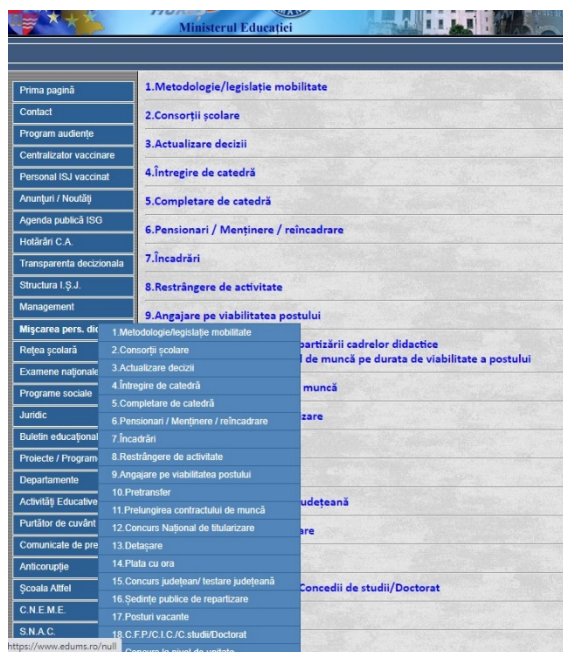 Ministerul Educației
Prima pagină
Contact
Program audiențe
Centralizator vaccinare
Personal ISJ vaccinat
Anunțuri / Noutăți
Agenda publică ISG
Hotărâri C.A.
Transparenta decizionala
Structura I.Ș.J.
Management
Mișcarea pers. did
Rețea școlară
Examene naționale
Programe sociale
Juridic
Buletin educațional
Proiecte / Program
Departamente
Activități Educative
Purtător de cuvânt
Comunicate de pre
Anticorupție
Școala Altfel
C.N.E.M.E.
S.N.A.C.
1.Metodologie/legislație mobilitate
2.Consorții școlare
3.Actualizare decizii
4.Întregire de catedră
5.Completare de catedră
6.Pensionari / Menținere / reîncadrare
7.Încadrări
8.Restrângere de activitate
9.Angajare pe viabilitatea postului
partizării cadrelor didactice
l de muncă pe durata de viabilitate a postului
muncă
zare
udețeană
are
Concedii de studii/Doctorat
1.Metodologie/legislație mobilitate
2.Consorții școlare
3.Actualizare decizii
4.Întregire de catedră
5.Completare de catedră
6.Pensionari / Menținere / reîncadrare
7.Încadrări
8.Restrângere de activitate
9.Angajare pe viabilitatea postului
10.Pretransfer
11.Prelungirea contractului de muncă
12.Concurs Național de titularizare
13.Detașare
14.Plata cu ora
15.Concurs județean/ testare județeană
16.Ședințe publice de repartizare
17.Posturi vacante
18.C.F.P./C.I.C./C.studii/Doctorat
Concurs la nivel de unitate
https://www.edums.ro/null